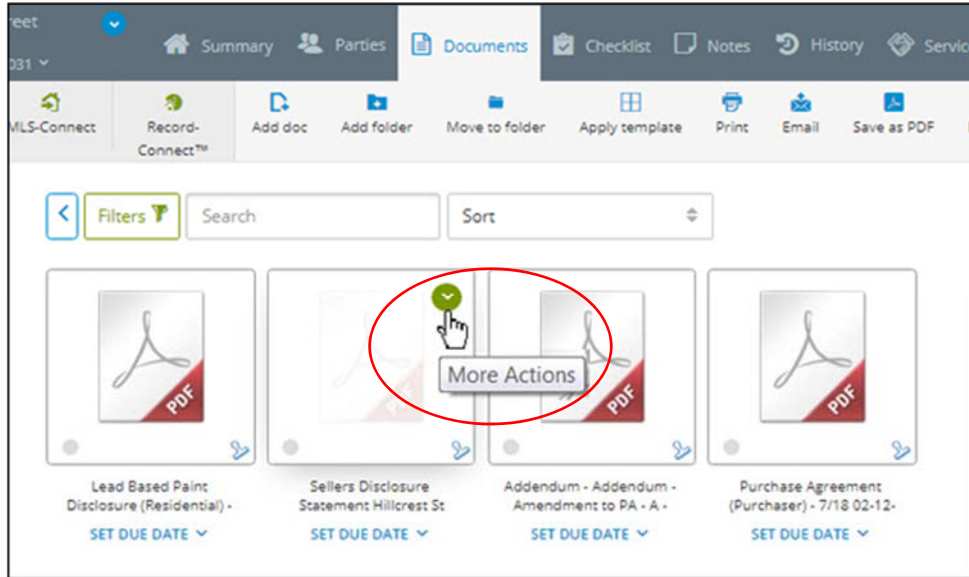 reet
031
Summary
Parties
Documents
Checklist
Notes
History
Servic
MLS-Connect
Record-
Connect™
Add doc
Add folder
Move to folder
Apply template
Print
Email
Save as PDF
Filters
Search
Sort
More Actions
PDF
PDF
PDF
PDF
Lead Based Paint
Disclosure (Residential) -
SET DUE DATE
Sellers Disclosure
Statement Hillcrest St
SET DUE DATE
Addendum - Addendum -
Amendment to PA - A -
SET DUE DATE
Purchase Agreement
(Purchaser) - 7/18 02-12-
SET DUE DATE